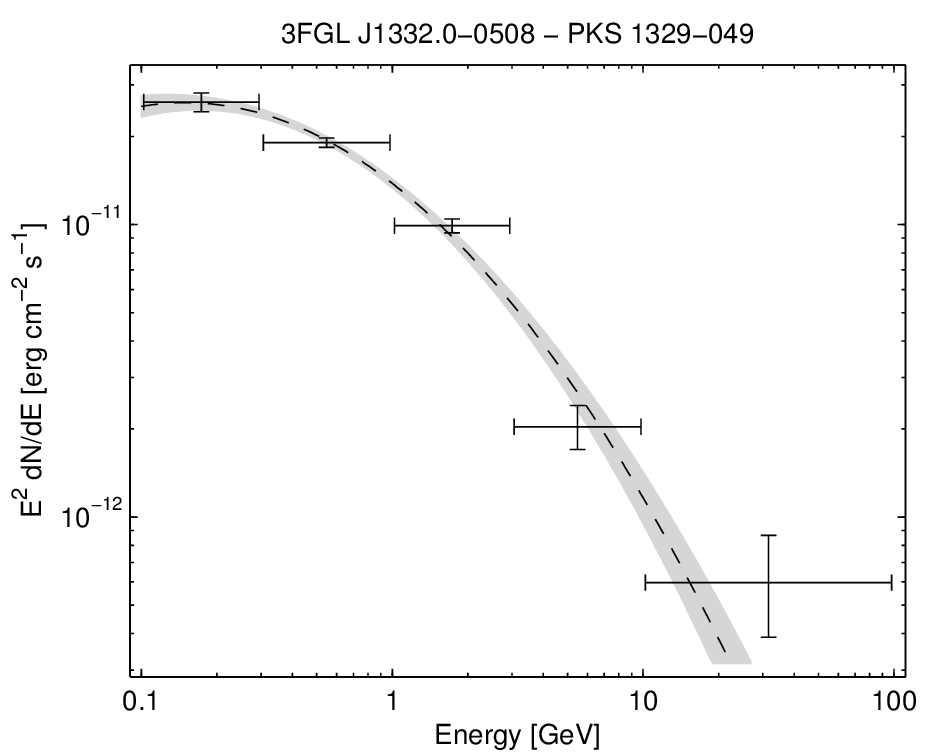 3FGL J1332.0−0508 − PKS 1329−049
E² dN/dE [erg cm⁻² s⁻¹]
10⁻¹¹
10⁻¹²
0.1 1 10 100
Energy [GeV]